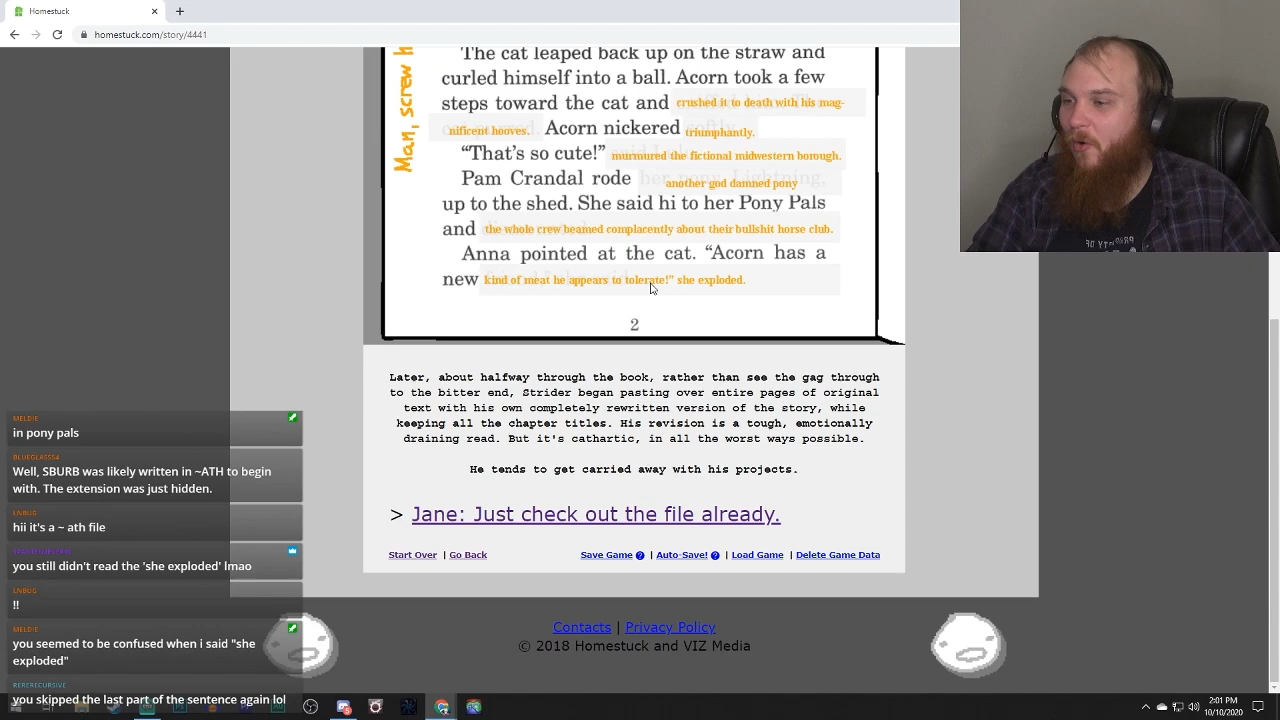 Homestuck
homestuck.com/story/4441
Man, screw h
The cat leaped back up on the straw and
curled himself into a ball. Acorn took a few
steps toward the cat and crushed it to death with his mag-
nificent hooves. Acorn nickered triumphantly.
“That’s so cute!” murmured the fictional midwestern borough.
Pam Crandal rode another god damned pony
up to the shed. She said hi to her Pony Pals
and the whole crew beamed complacently about their bullshit horse club.
Anna pointed at the cat. “Acorn has a
new kind of meat he appears to tolerate!" she exploded.
2
Later, about halfway through the book, rather than see the gag through
to the bitter end, Strider began pasting over entire pages of original
text with his own completely rewritten version of the story, while
keeping all the chapter titles. His revision is a tough, emotionally
draining read. But it's cathartic, in all the worst ways possible.
He tends to get carried away with his projects.
> Jane: Just check out the file already.
Start Over | Go Back
Save Game ? | Auto-Save! ? | Load Game | Delete Game Data
Contacts | Privacy Policy
© 2018 Homestuck and VIZ Media
MELDIE
in pony pals
BLUEGLASS54
Well, SBURB was likely written in ~ATH to begin
with. The extension was just hidden.
LNBUG
hii it's a ~ ath file
you still didn't read the 'she exploded' lmao
LNBUG
!!
MELDIE
you seemed to be confused when i said "she
exploded"
RERERECURSIVE
you skipped the last part of the sentence again lol
2:01 PM
10/10/2020